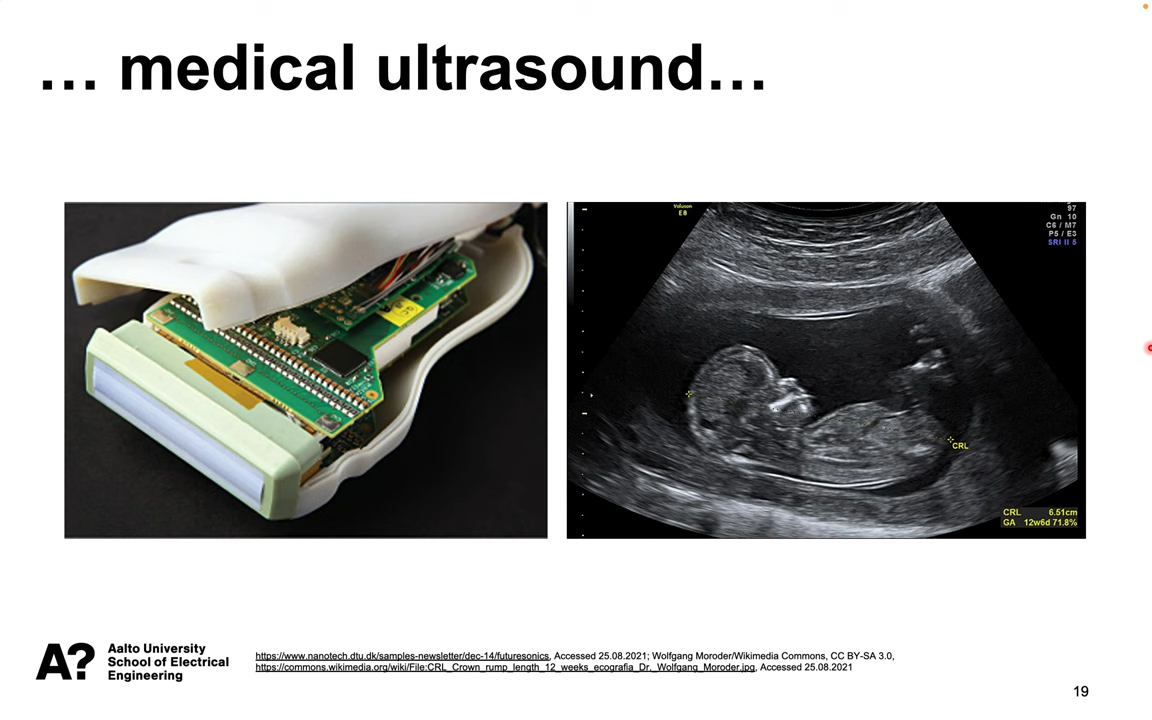 … medical ultrasound…
Voluson
E8
97
Gn 10
C6 / M7
P5 / E3
SRI II 5
CRL
CRL 6.51cm
GA 12w6d 71.8%
A?
Aalto University
School of Electrical
Engineering
https://www.nanotech.dtu.dk/samples-newsletter/dec-14/futuresonics, Accessed 25.08.2021; Wolfgang Moroder/Wikimedia Commons, CC BY-SA 3.0,
https://commons.wikimedia.org/wiki/File:CRL_Crown_rump_length_12_weeks_ecografia_Dr._Wolfgang_Moroder.jpg, Accessed 25.08.2021
19